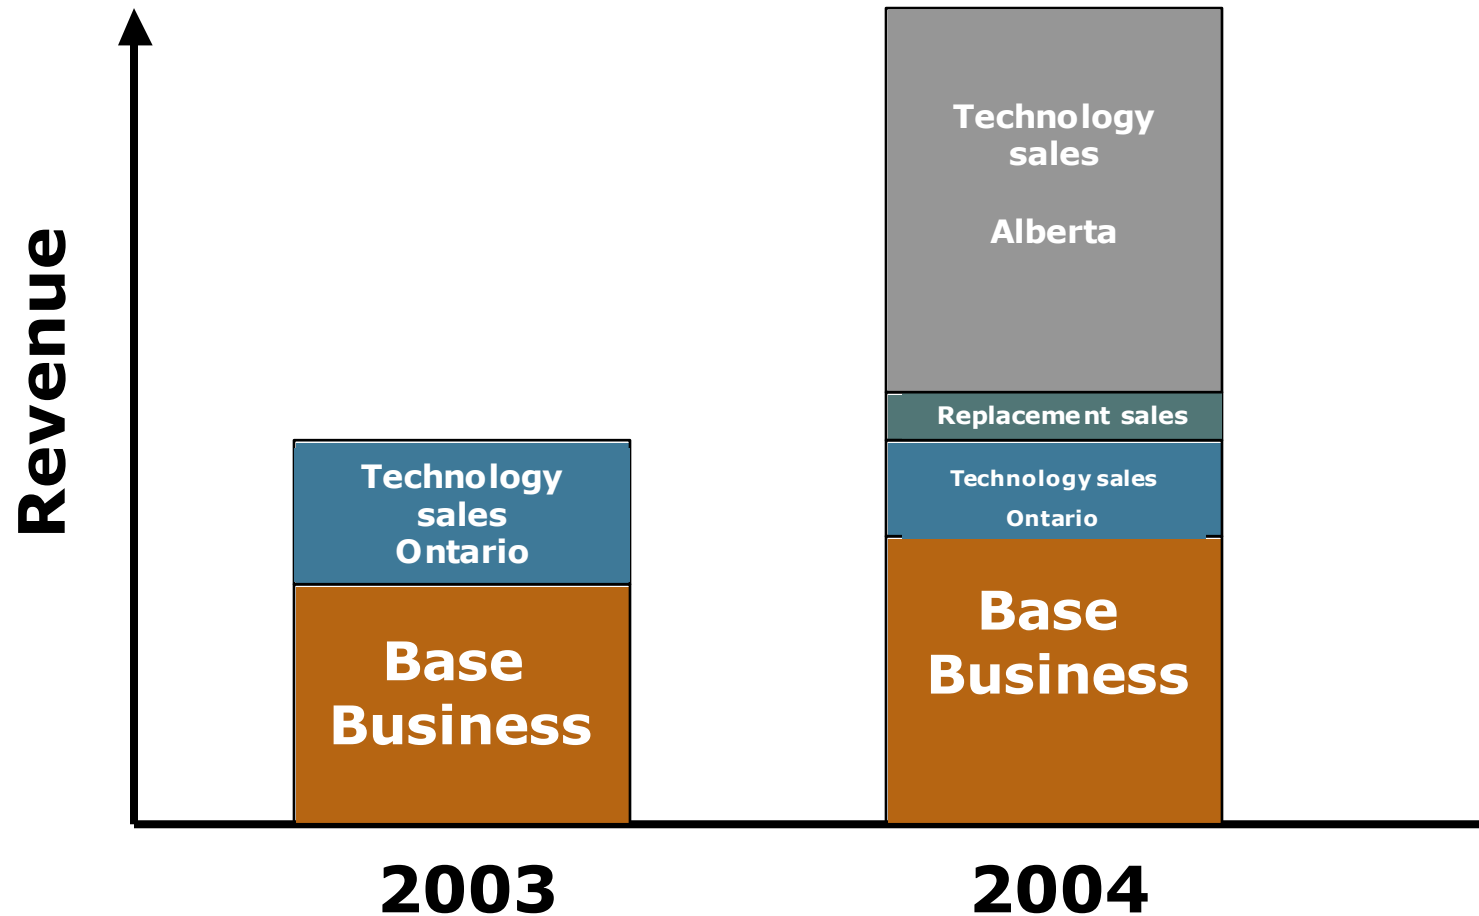 Revenue
Technology
sales
Ontario
Base
Business
2003
Technology
sales
Alberta
Replacement sales
Technology sales
Ontario
Base
Business
2004